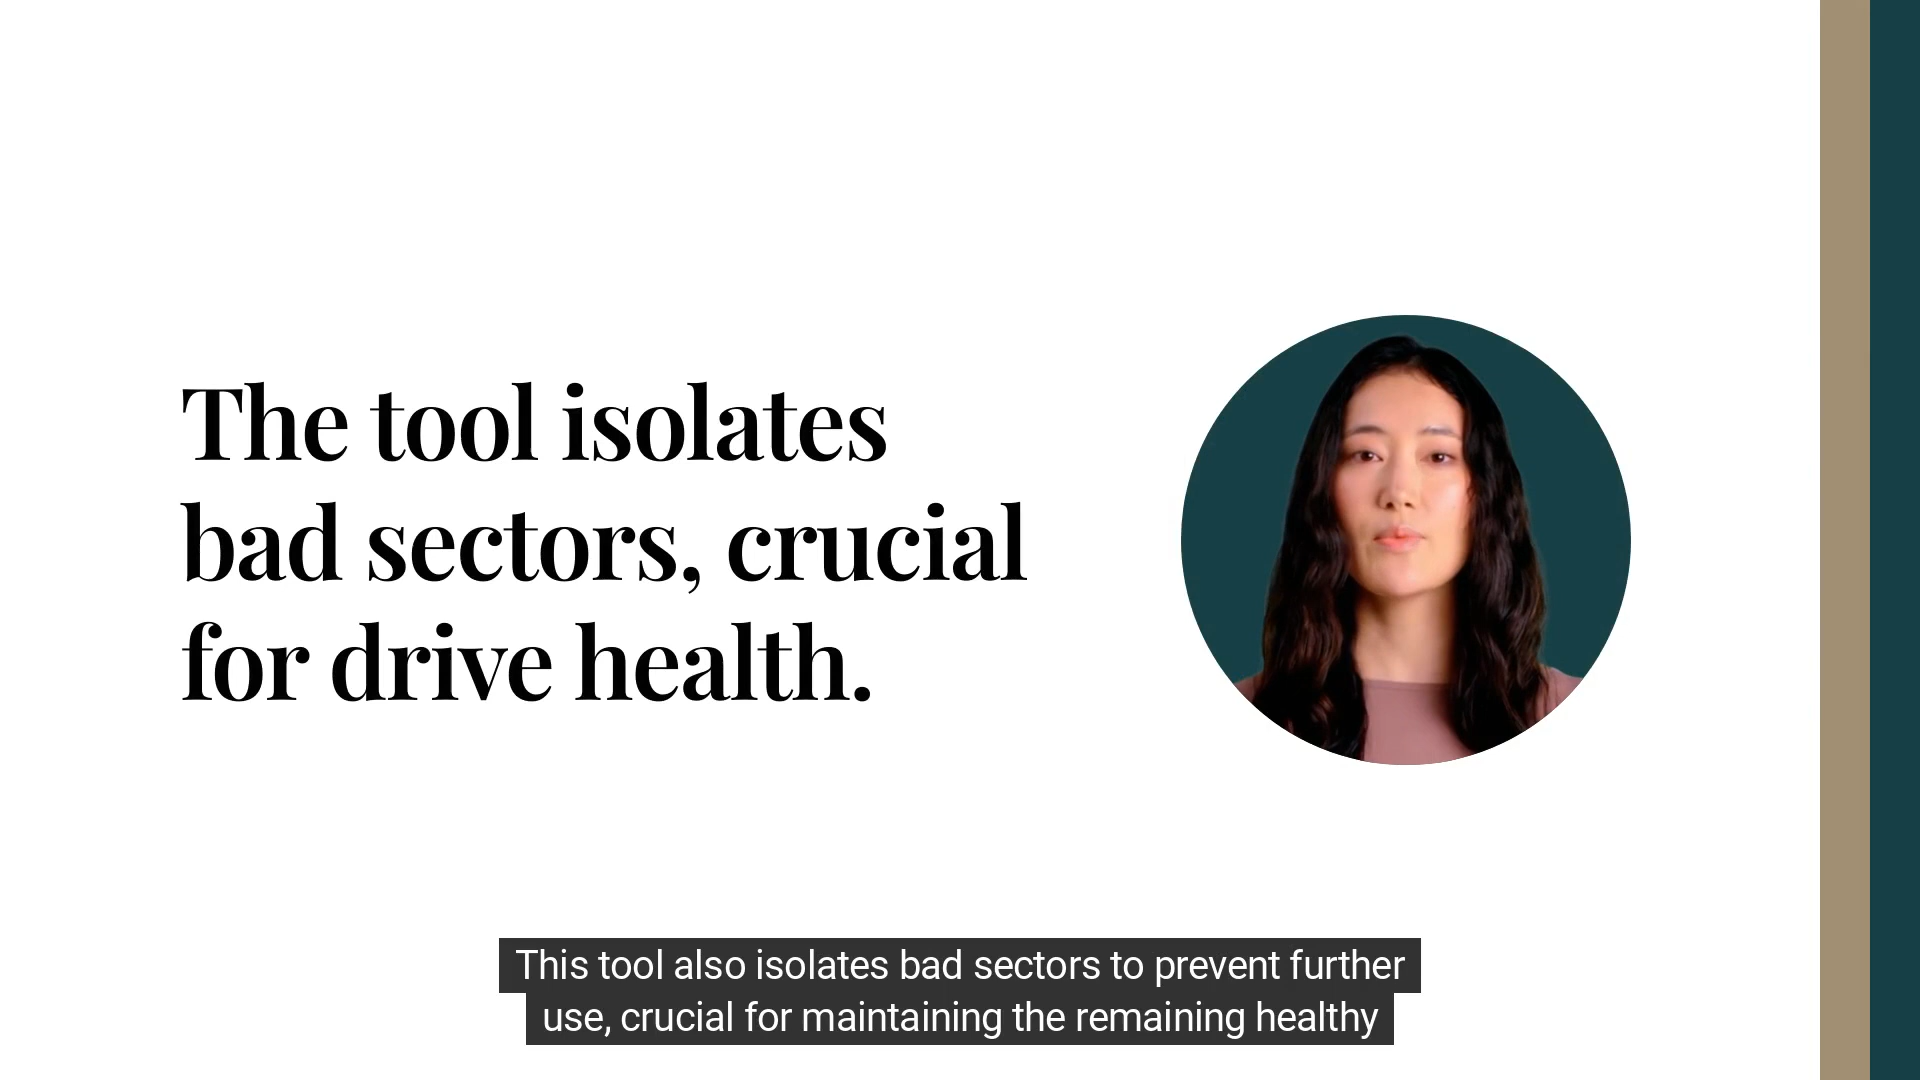 The tool isolates
bad sectors, crucial
for drive health.
This tool also isolates bad sectors to prevent further
use, crucial for maintaining the remaining healthy